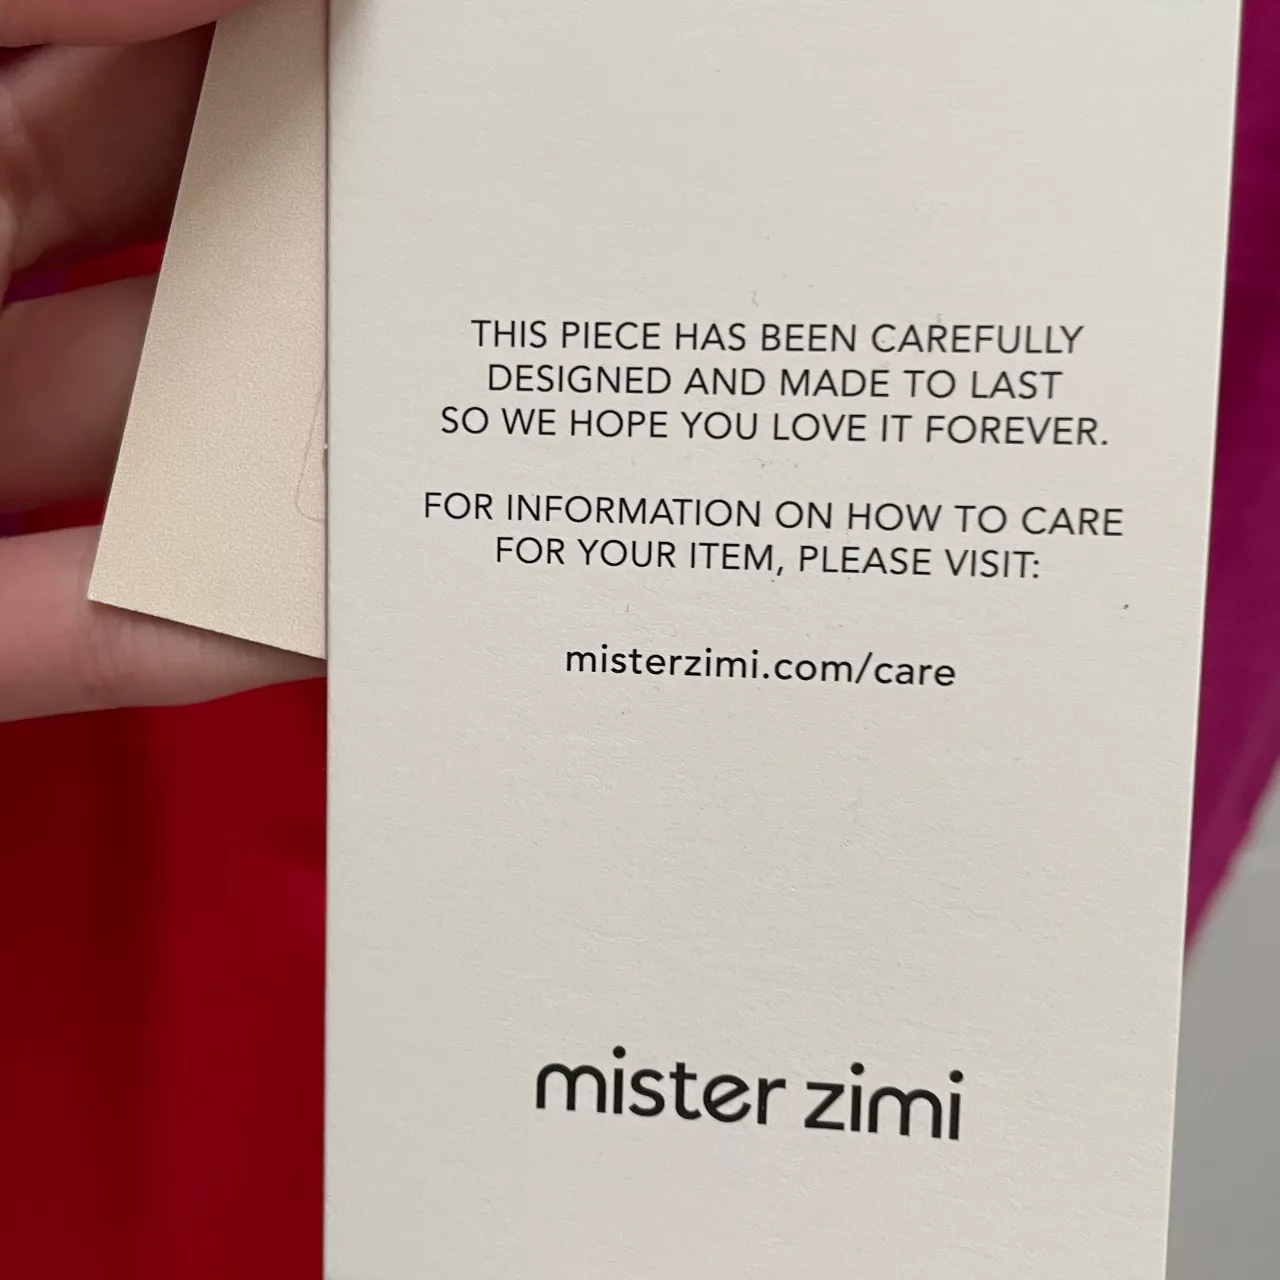 THIS PIECE HAS BEEN CAREFULLY
DESIGNED AND MADE TO LAST
SO WE HOPE YOU LOVE IT FOREVER.
FOR INFORMATION ON HOW TO CARE
FOR YOUR ITEM, PLEASE VISIT:
misterzimi.com/care
mister zimi